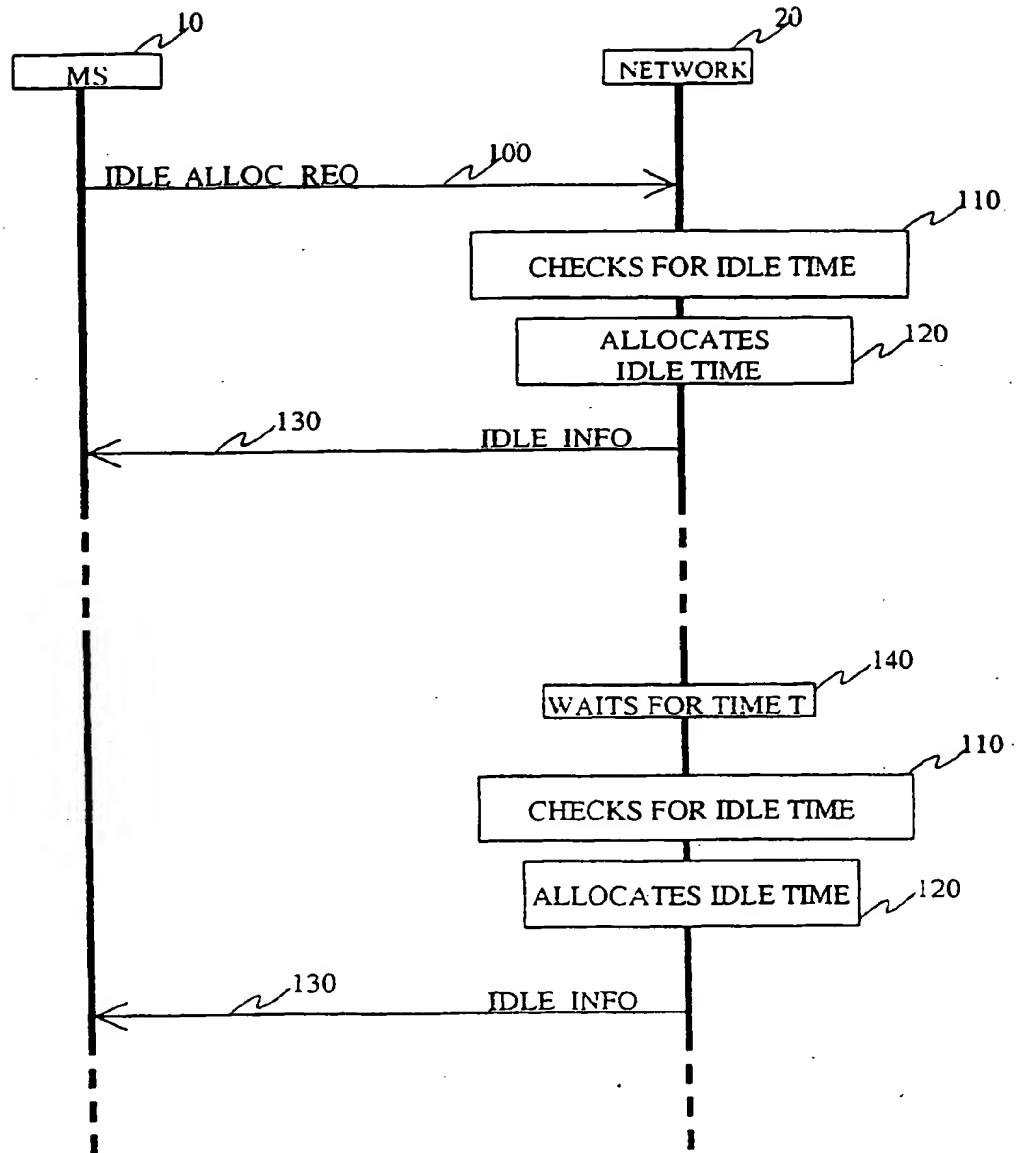 10
20
MS
NETWORK
100
IDLE ALLOC REQ
110
CHECKS FOR IDLE TIME
120
ALLOCATES
IDLE TIME
130
IDLE INFO
140
WAITS FOR TIME T
110
CHECKS FOR IDLE TIME
120
ALLOCATES IDLE TIME
130
IDLE INFO